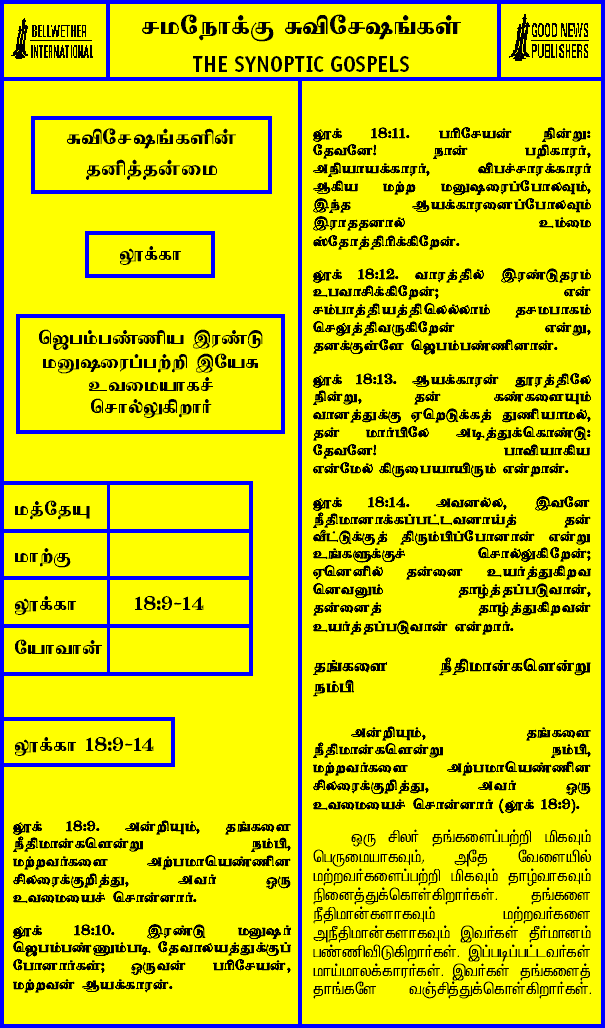 BELLWETHER
INTERNATIONAL
சமநோக்கு சுவிசேஷங்கள்
THE SYNOPTIC GOSPELS
GOOD NEWS
PUBLISHERS
சுவிசேஷங்களின்
தனித்தன்மை
லூக்கா
ஜெபம்பண்ணிய இரண்டு
மனுஷரைப்பற்றி இயேசு
உவமையாகச்
சொல்லுகிறார்
மத்தேயு
மாற்கு
லூக்கா 18:9-14
யோவான்
லூக்கா 18:9-14
லூக் 18:9. அன்றியும், தங்களை
நீதிமான்களென்று நம்பி,
மற்றவர்களை அற்பமாயெண்ணின
சிலரைக்குறித்து, அவர் ஒரு
உவமையைச் சொன்னார்.
லூக் 18:10. இரண்டு மனுஷர்
ஜெபம்பண்ணும்படி தேவாலயத்துக்குப்
போனார்கள்; ஒருவன் பரிசேயன்,
மற்றவன் ஆயக்காரன்.
லூக் 18:11. பரிசேயன் நின்று:
தேவனே! நான் பறிகாரர்,
அநியாயக்காரர், விபச்சாரக்காரர்
ஆகிய மற்ற மனுஷரைப்போலவும்,
இந்த ஆயக்காரனைப்போலவும்
இராததனால் உம்மை
ஸ்தோத்திரிக்கிறேன்.
லூக் 18:12. வாரத்தில் இரண்டுதரம்
உபவாசிக்கிறேன்; என்
சம்பாத்தியத்திலெல்லாம் தசமபாகம்
செலுத்திவருகிறேன் என்று,
தனக்குள்ளே ஜெபம்பண்ணினான்.
லூக் 18:13. ஆயக்காரன் தூரத்திலே
நின்று, தன் கண்களையும்
வானத்துக்கு ஏறெடுக்கத் துணியாமல்,
தன் மார்பிலே அடித்துக்கொண்டு:
தேவனே! பாவியாகிய
என்மேல் கிருபையாயிரும் என்றான்.
லூக் 18:14. அவனல்ல, இவனே
நீதிமானாக்கப்பட்டவனாய்த் தன்
வீட்டுக்குத் திரும்பிப்போனான் என்று
உங்களுக்குச் சொல்லுகிறேன்;
ஏனெனில் தன்னை உயர்த்துகிறவ
னெவனும் தாழ்த்தப்படுவான்,
தன்னைத் தாழ்த்துகிறவன்
உயர்த்தப்படுவான் என்றார்.
தங்களை நீதிமான்களென்று
நம்பி
அன்றியும், தங்களை
நீதிமான்களென்று நம்பி,
மற்றவர்களை அற்பமாயெண்ணின
சிலரைக்குறித்து, அவர் ஒரு
உவமையைச் சொன்னார் (லூக் 18:9).
ஒரு சிலர் தங்களைப்பற்றி மிகவும்
பெருமையாகவும், அதே வேளையில்
மற்றவர்களைப்பற்றி மிகவும் தாழ்வாகவும்
நினைத்துக்கொள்கிறார்கள். தங்களை
நீதிமான்களாகவும் மற்றவர்களை
அநீதிமான்களாகவும் இவர்கள் தீர்மானம்
பண்ணிவிடுகிறார்கள். இப்படிப்பட்டவர்கள்
மாய்மாலக்காரர்கள். இவர்கள் தங்களைத்
தாங்களே வஞ்சித்துக்கொள்கிறார்கள்.